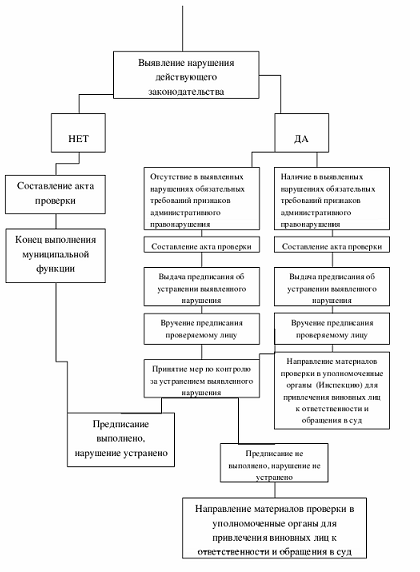 Выявление нарушения
действующего
законодательства
НЕТ
ДА
Составление акта
проверки
Конец выполнения
муниципальной
функции
Отсутствие в выявленных
нарушениях обязательных
требований признаков
административного
правонарушения
Составление акта проверки
Выдача предписания об
устранении выявленного
нарушения
Вручение предписания
проверяемому лицу
Принятие мер по контролю
за устранением выявленного
нарушения
Наличие в выявленных
нарушениях обязательных
требований признаков
административного
правонарушения
Составление акта проверки
Выдача предписания об
устранении выявленного
нарушения
Вручение предписания
проверяемому лицу
Направление материалов
проверки в уполномоченные
органы (Инспекцию) для
привлечения виновных лиц
к ответственности и
обращения в суд
Предписание
выполнено,
нарушение устранено
Предписание не
выполнено, нарушение не
устранено
Направление материалов проверки в
уполномоченные органы для
привлечения виновных лиц к
ответственности и обращения в суд